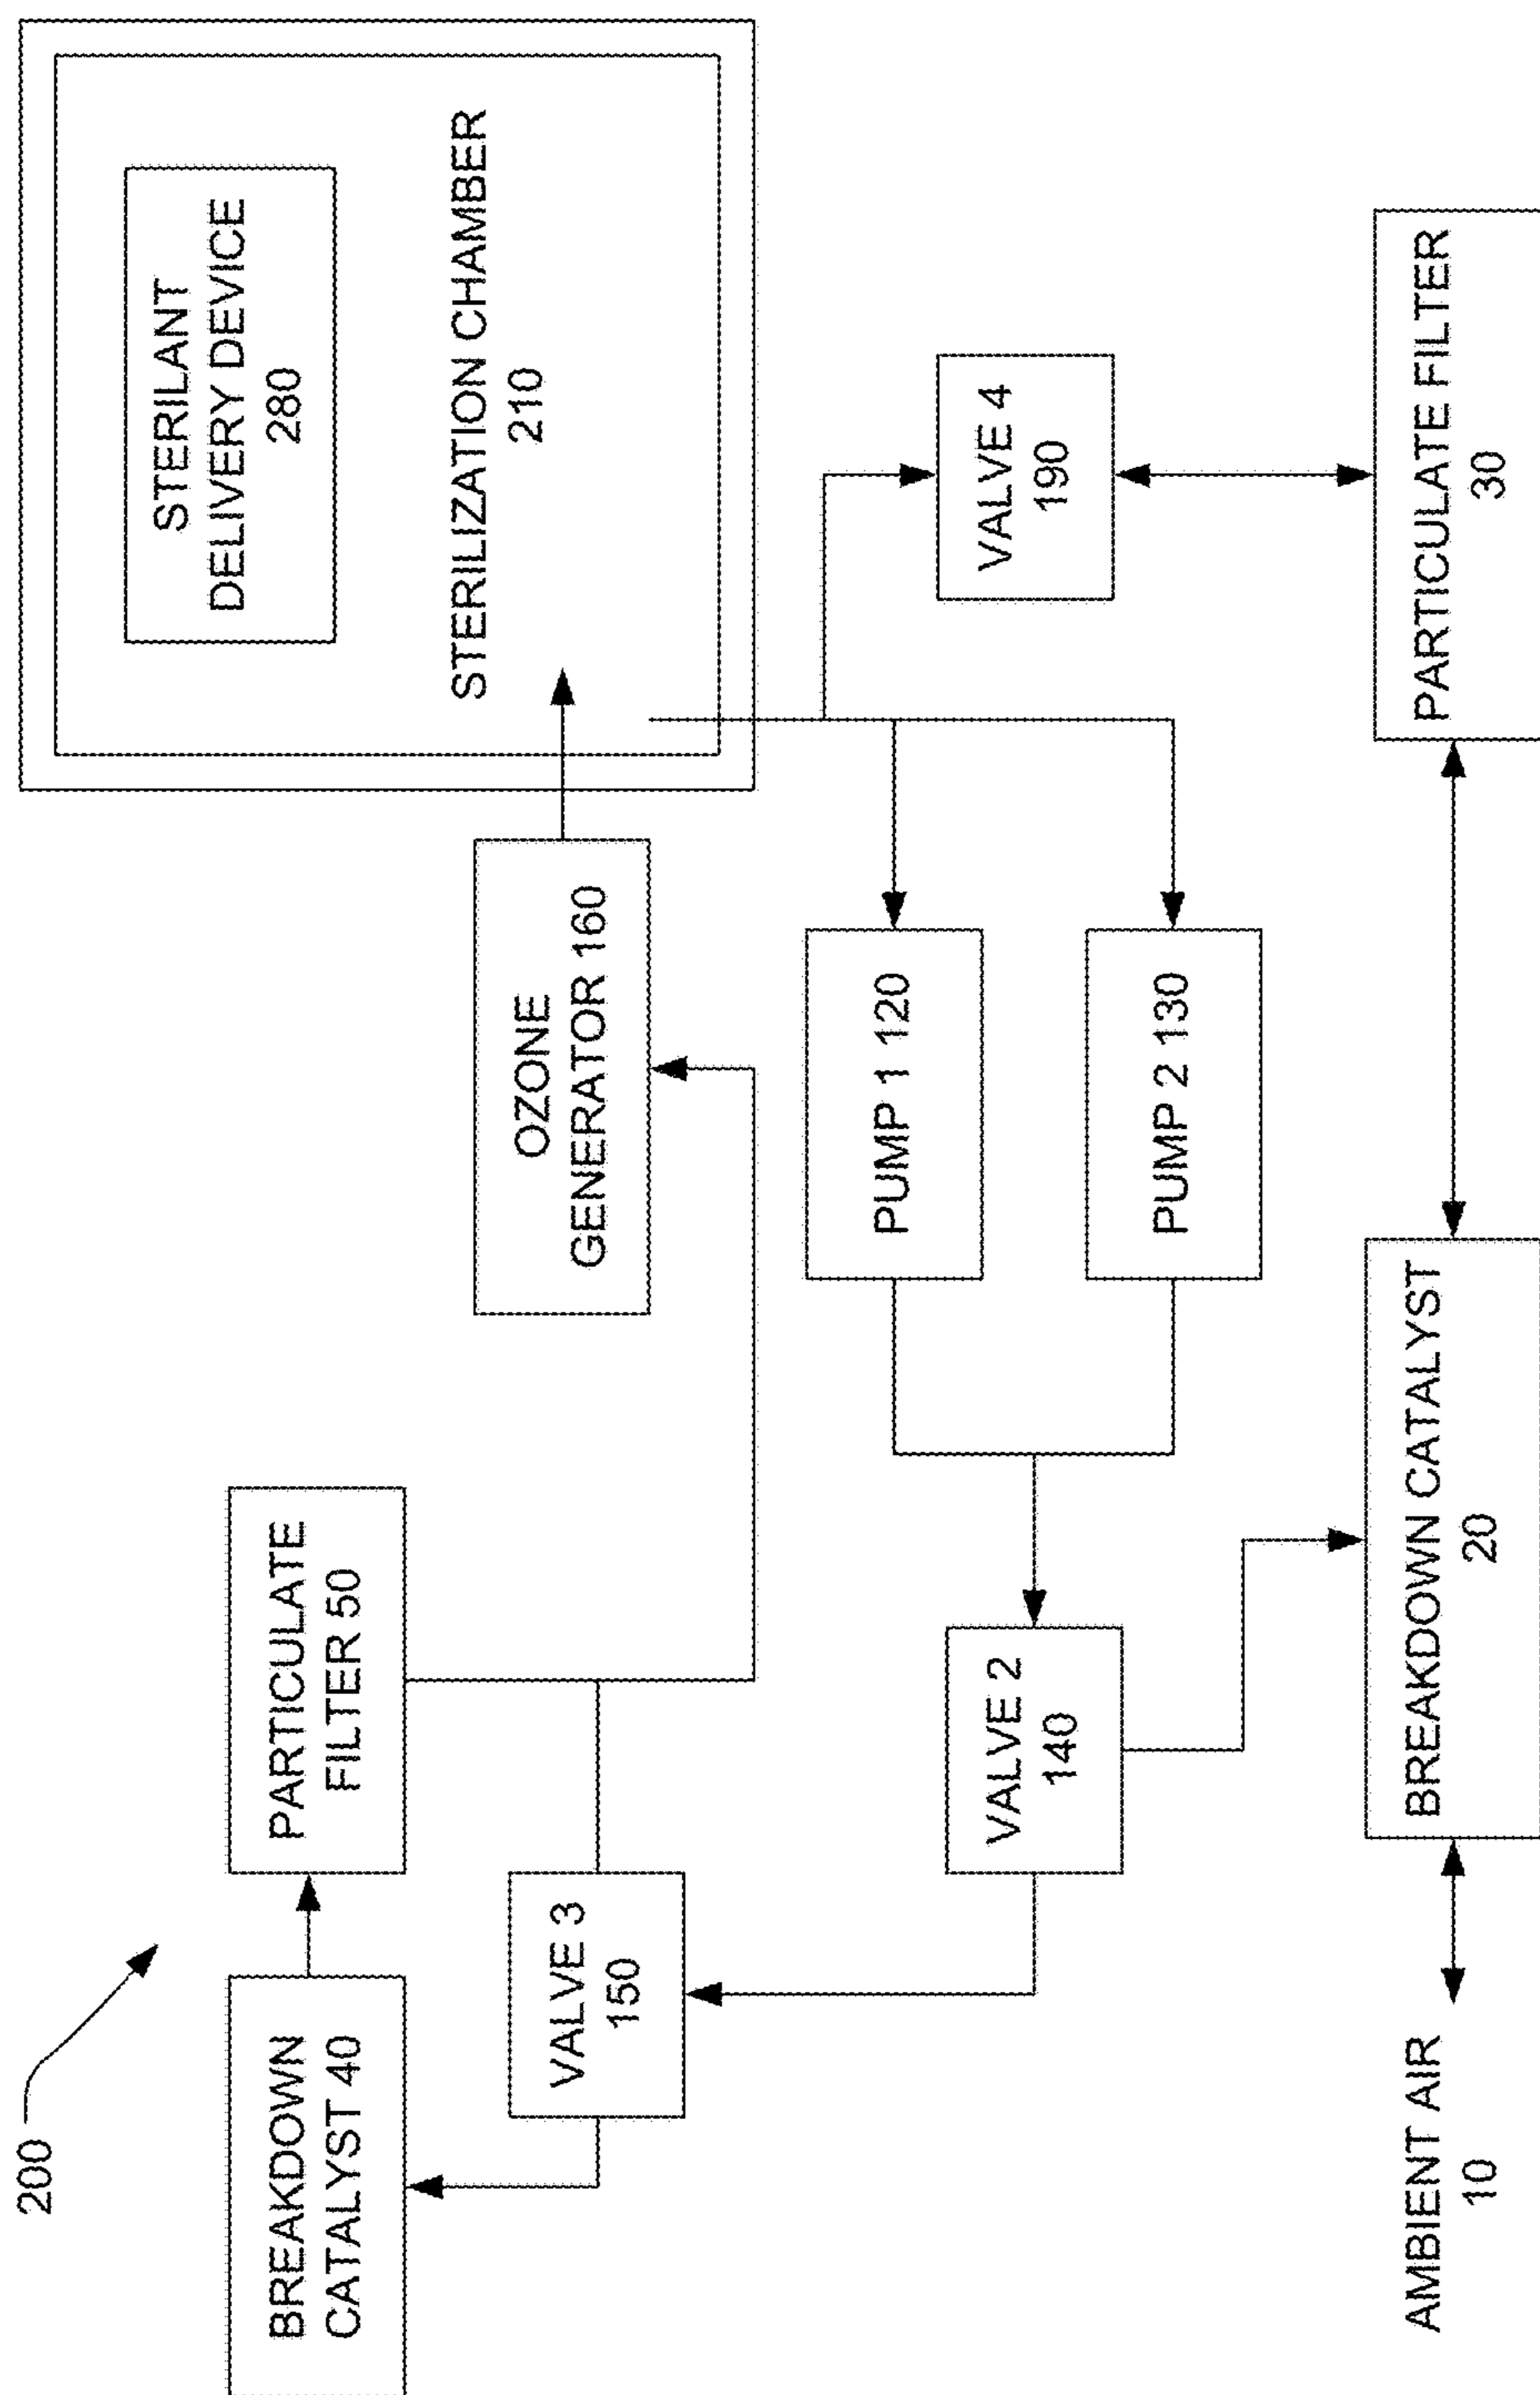 200
BREAKDOWN
CATALYST 40
PARTICULATE
FILTER 50
STERILANT
DELIVERY DEVICE
280
STERILIZATION CHAMBER
210
OZONE
GENERATOR 160
VALVE 3
150
PUMP 1 120
VALVE 4
190
VALVE 2
140
PUMP 2 130
AMBIENT AIR
10
BREAKDOWN CATALYST
20
PARTICULATE FILTER
30